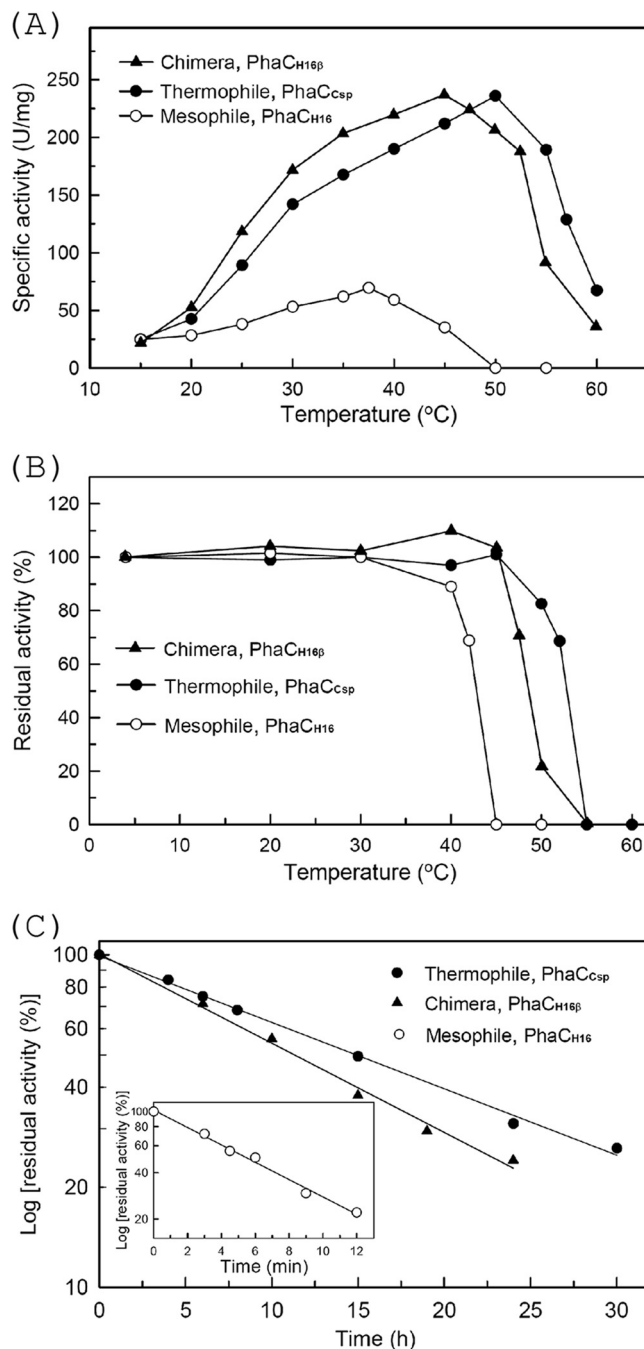 (A)
Chimera, PhaCH16β
Thermophile, PhaCCsp
Mesophile, PhaCH16
250
200
150
100
50
0
Specific activity (U/mg)
10 20 30 40 50 60
Temperature (°C)
(B)
120
100
80
60
40
20
0
Residual activity (%)
Chimera, PhaCH16β
Thermophile, PhaCCsp
Mesophile, PhaCH16
0 10 20 30 40 50 60
Temperature (°C)
(C)
100
80
60
40
20
10
Log [residual activity (%)]
Thermophile, PhaCCsp
Chimera, PhaCH16β
Mesophile, PhaCH16
100
80
60
40
20
Log [residual activity (%)]
0 2 4 6 8 10 12
Time (min)
0 5 10 15 20 25 30
Time (h)